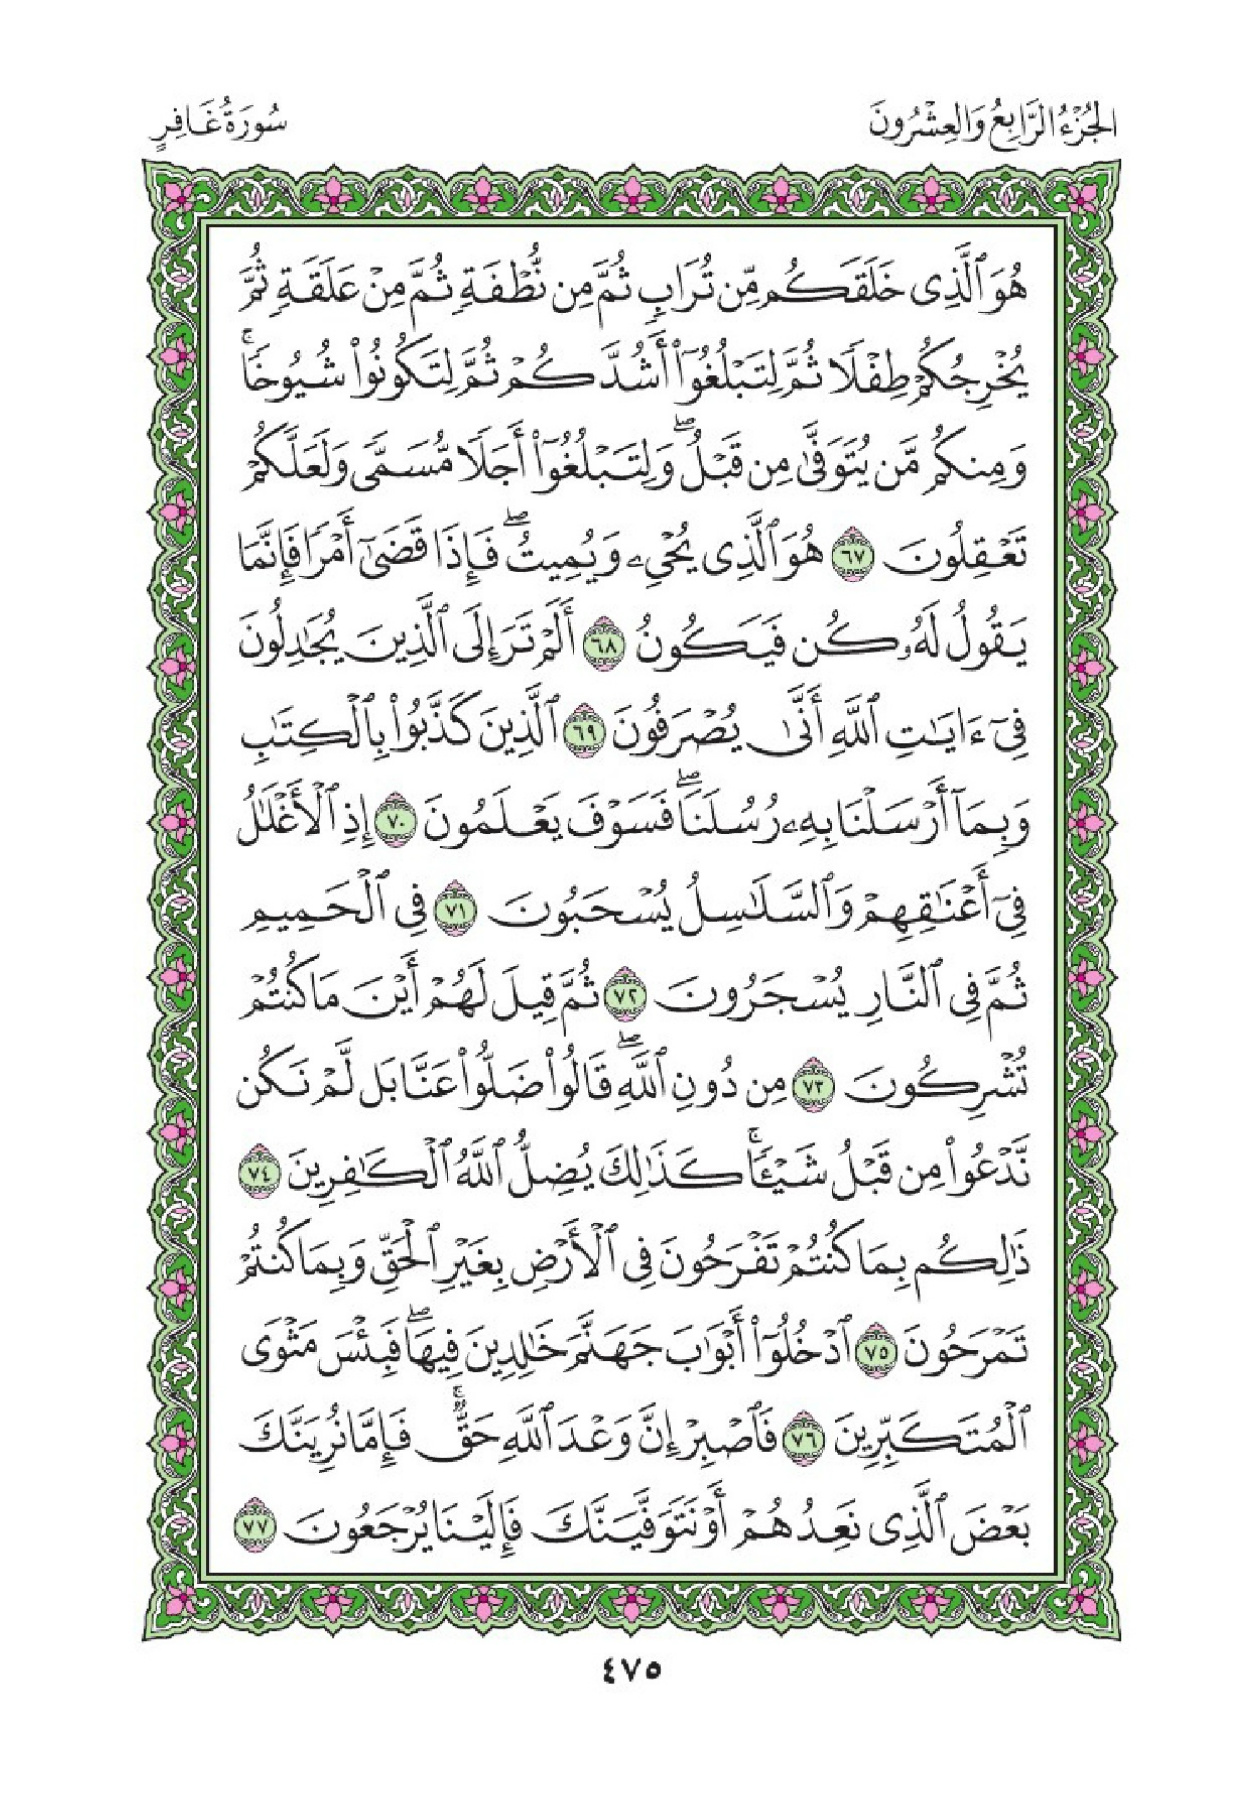 الجُزْءُ الرَّابِعُ وَالعِشْرُونَ
سُورَةُ غَافِرٍ
هُوَ ٱلَّذِى خَلَقَكُم مِّن تُرَابٍ ثُمَّ مِن نُّطْفَةٍ ثُمَّ مِنْ عَلَقَةٍ ثُمَّ
يُخْرِجُكُمْ طِفْلًا ثُمَّ لِتَبْلُغُوٓا۟ أَشُدَّكُمْ ثُمَّ لِتَكُونُوا۟ شُيُوخًا ۚ
وَمِنكُم مَّن يُتَوَفَّىٰ مِن قَبْلُ ۖ وَلِتَبْلُغُوٓا۟ أَجَلًا مُّسَمًّى وَلَعَلَّكُمْ
تَعْقِلُونَ ٦٧ هُوَ ٱلَّذِى يُحْىِۦ وَيُمِيتُ ۖ فَإِذَا قَضَىٰٓ أَمْرًا فَإِنَّمَا
يَقُولُ لَهُۥ كُن فَيَكُونُ ٦٨ أَلَمْ تَرَ إِلَى ٱلَّذِينَ يُجَٰدِلُونَ
فِىٓ ءَايَٰتِ ٱللَّهِ أَنَّىٰ يُصْرَفُونَ ٦٩ ٱلَّذِينَ كَذَّبُوا۟ بِٱلْكِتَٰبِ
وَبِمَآ أَرْسَلْنَا بِهِۦ رُسُلَنَا ۖ فَسَوْفَ يَعْلَمُونَ ٧٠ إِذِ ٱلْأَغْلَٰلُ
فِىٓ أَعْنَٰقِهِمْ وَٱلسَّلَٰسِلُ يُسْحَبُونَ ٧١ فِى ٱلْحَمِيمِ
ثُمَّ فِى ٱلنَّارِ يُسْجَرُونَ ٧٢ ثُمَّ قِيلَ لَهُمْ أَيْنَ مَا كُنتُمْ
تُشْرِكُونَ ٧٣ مِن دُونِ ٱللَّهِ ۖ قَالُوا۟ ضَلُّوا۟ عَنَّا بَل لَّمْ نَكُن
نَّدْعُوا۟ مِن قَبْلُ شَيْـًٔا ۚ كَذَٰلِكَ يُضِلُّ ٱللَّهُ ٱلْكَٰفِرِينَ ٧٤
ذَٰلِكُم بِمَا كُنتُمْ تَفْرَحُونَ فِى ٱلْأَرْضِ بِغَيْرِ ٱلْحَقِّ وَبِمَا كُنتُمْ
تَمْرَحُونَ ٧٥ ٱدْخُلُوٓا۟ أَبْوَٰبَ جَهَنَّمَ خَٰلِدِينَ فِيهَا ۖ فَبِئْسَ مَثْوَى
ٱلْمُتَكَبِّرِينَ ٧٦ فَٱصْبِرْ إِنَّ وَعْدَ ٱللَّهِ حَقٌّ ۚ فَإِمَّا نُرِيَنَّكَ
بَعْضَ ٱلَّذِى نَعِدُهُمْ أَوْ نَتَوَفَّيَنَّكَ فَإِلَيْنَا يُرْجَعُونَ ٧٧
٤٧٥